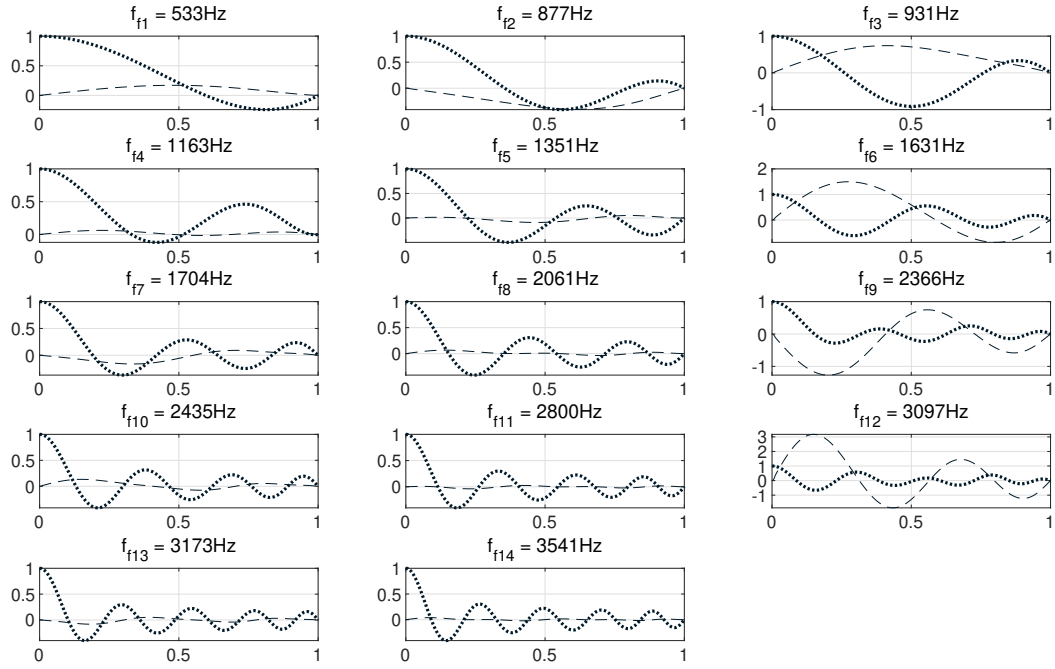 f_f1 = 533Hz
1
0.5
0
0 0.5 1
f_f2 = 877Hz
1
0.5
0
0 0.5 1
f_f3 = 931Hz
1
0
-1
0 0.5 1
f_f4 = 1163Hz
1
0.5
0
0 0.5 1
f_f5 = 1351Hz
1
0.5
0
0 0.5 1
f_f6 = 1631Hz
2
1
0
0 0.5 1
f_f7 = 1704Hz
1
0.5
0
0 0.5 1
f_f8 = 2061Hz
1
0.5
0
0 0.5 1
f_f9 = 2366Hz
1
0
-1
0 0.5 1
f_f10 = 2435Hz
1
0.5
0
0 0.5 1
f_f11 = 2800Hz
1
0.5
0
0 0.5 1
f_f12 = 3097Hz
3
2
1
0
-1
0 0.5 1
f_f13 = 3173Hz
1
0.5
0
0 0.5 1
f_f14 = 3541Hz
1
0.5
0
0 0.5 1